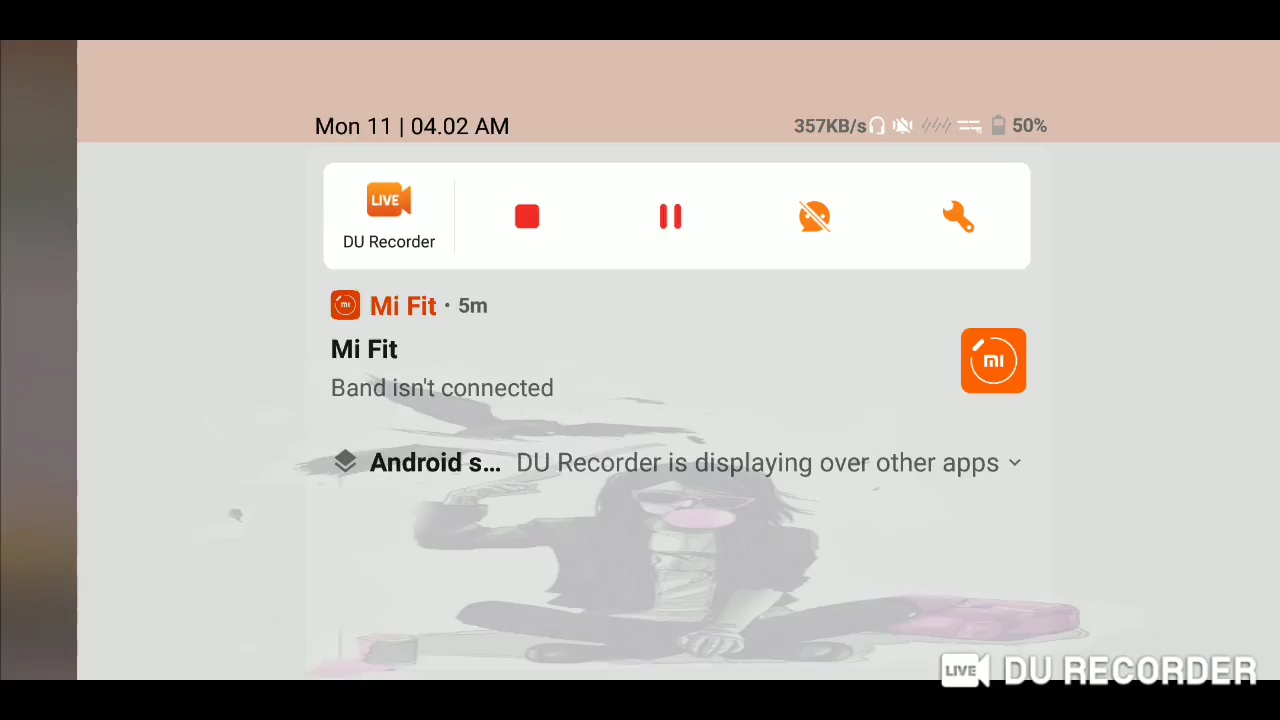 Mon 11 | 04.02 AM
357KB/s 50%
LIVE
DU Recorder
Mi Fit · 5m
Mi Fit
Band isn't connected
Android s... DU Recorder is displaying over other apps
LIVE DU RECORDER